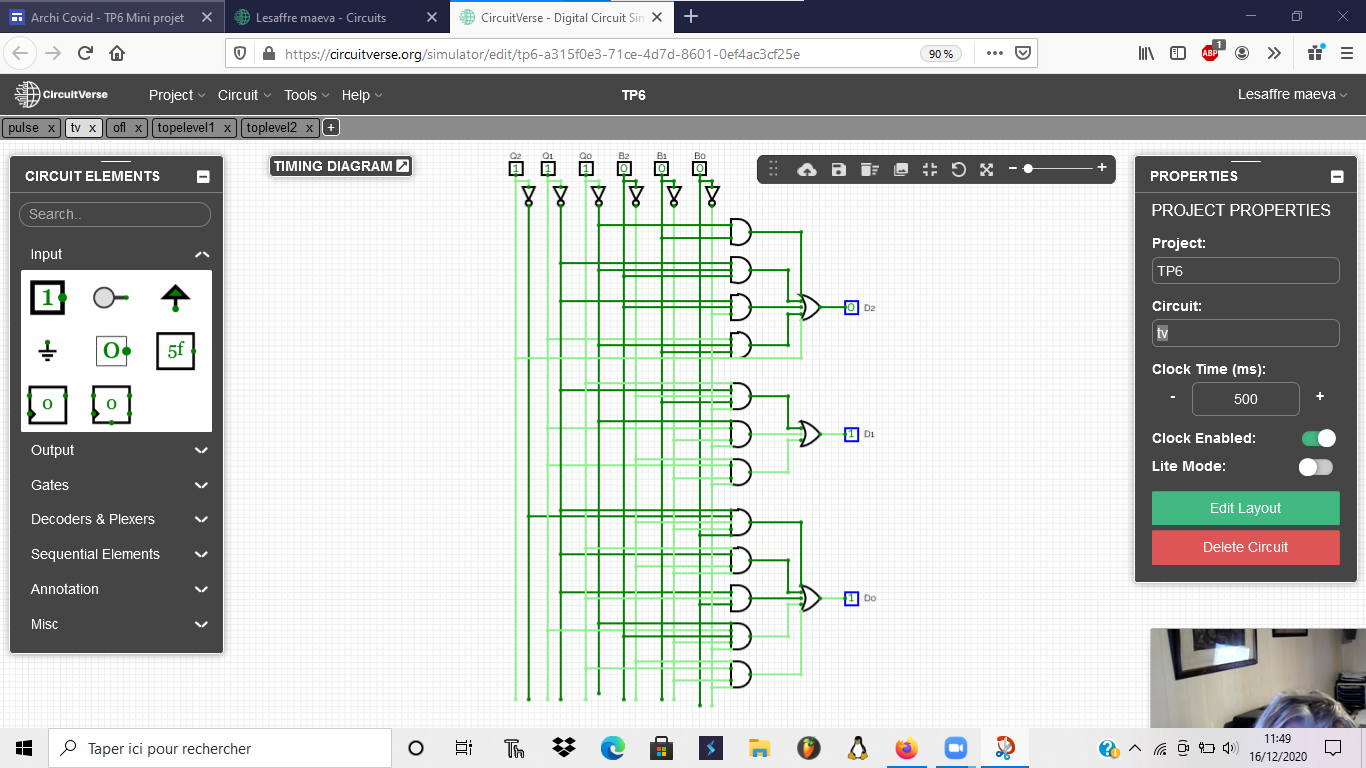 Archi Covid - TP6 Mini projet
Lesaffre maeva - Circuits
CircuitVerse - Digital Circuit Sim
https://circuitverse.org/simulator/edit/tp6-a315f0e3-71ce-4d7d-8601-0ef4ac3cf25e
90 %
ABP
1
CircuitVerse
Project
Circuit
Tools
Help
TP6
Lesaffre maeva
pulse x
tv x
ofl x
topelevel1 x
toplevel2 x
+
CIRCUIT ELEMENTS
Search..
Input
1
0
5f
0
0
Output
Gates
Decoders & Plexers
Sequential Elements
Annotation
Misc
TIMING DIAGRAM
Q2 Q1 Q0 B2 B1 B0
1 1 1 0 0 0
0 D2
1 D1
1 D0
PROPERTIES
PROJECT PROPERTIES
Project:
TP6
Circuit:
tv
Clock Time (ms):
- 500 +
Clock Enabled:
Lite Mode:
Edit Layout
Delete Circuit
Taper ici pour rechercher
11:49
16/12/2020